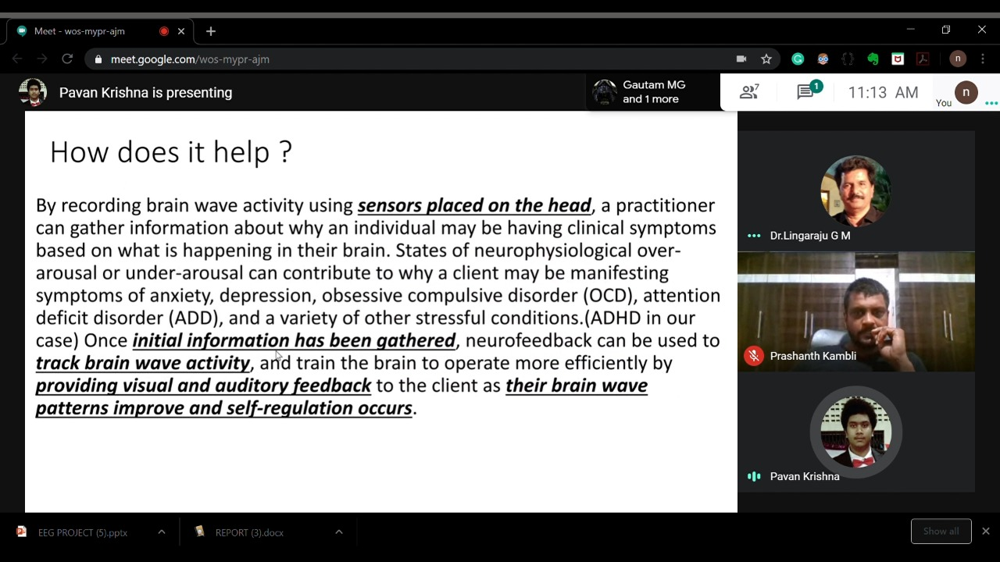 Meet - wos-mypr-ajm
meet.google.com/wos-mypr-ajm
n
Pavan Krishna is presenting
Gautam MG
and 1 more
7
1
11:13 AM
You
n
How does it help ?
By recording brain wave activity using sensors placed on the head, a practitioner
can gather information about why an individual may be having clinical symptoms
based on what is happening in their brain. States of neurophysiological over-
arousal or under-arousal can contribute to why a client may be manifesting
symptoms of anxiety, depression, obsessive compulsive disorder (OCD), attention
deficit disorder (ADD), and a variety of other stressful conditions.(ADHD in our
case) Once initial information has been gathered, neurofeedback can be used to
track brain wave activity, and train the brain to operate more efficiently by
providing visual and auditory feedback to the client as their brain wave
patterns improve and self-regulation occurs.
Dr.Lingaraju G M
Prashanth Kambli
Pavan Krishna
EEG PROJECT (5).pptx
REPORT (3).docx
Show all